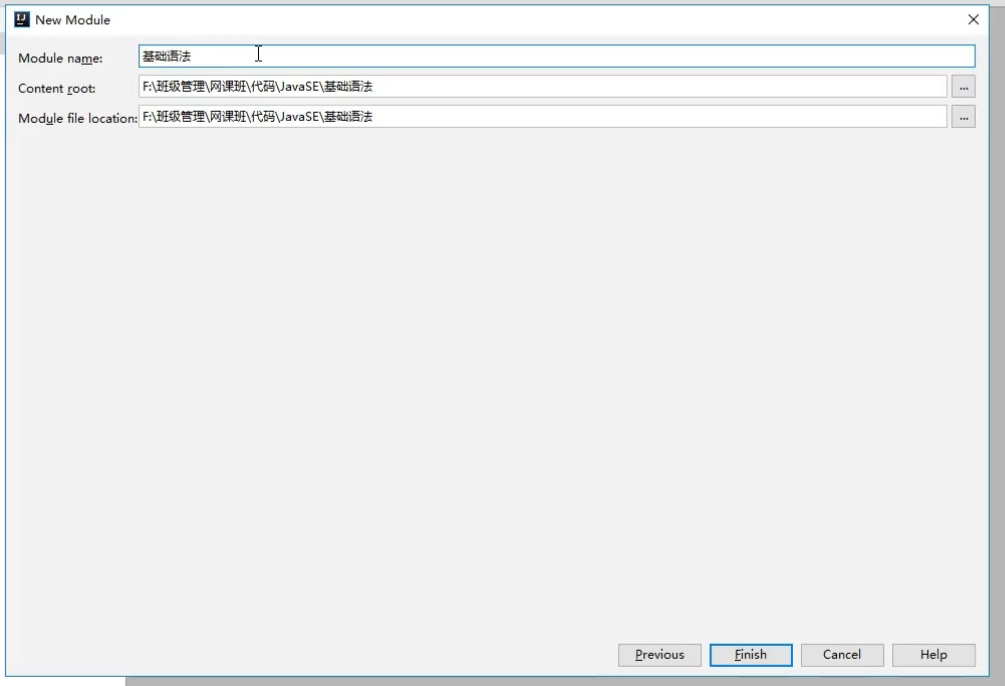 New Module
Module name: 基础语法
Content root: F:\班级管理\网课班\代码\JavaSE\基础语法 ...
Module file location: F:\班级管理\网课班\代码\JavaSE\基础语法 ...
Previous Finish Cancel Help